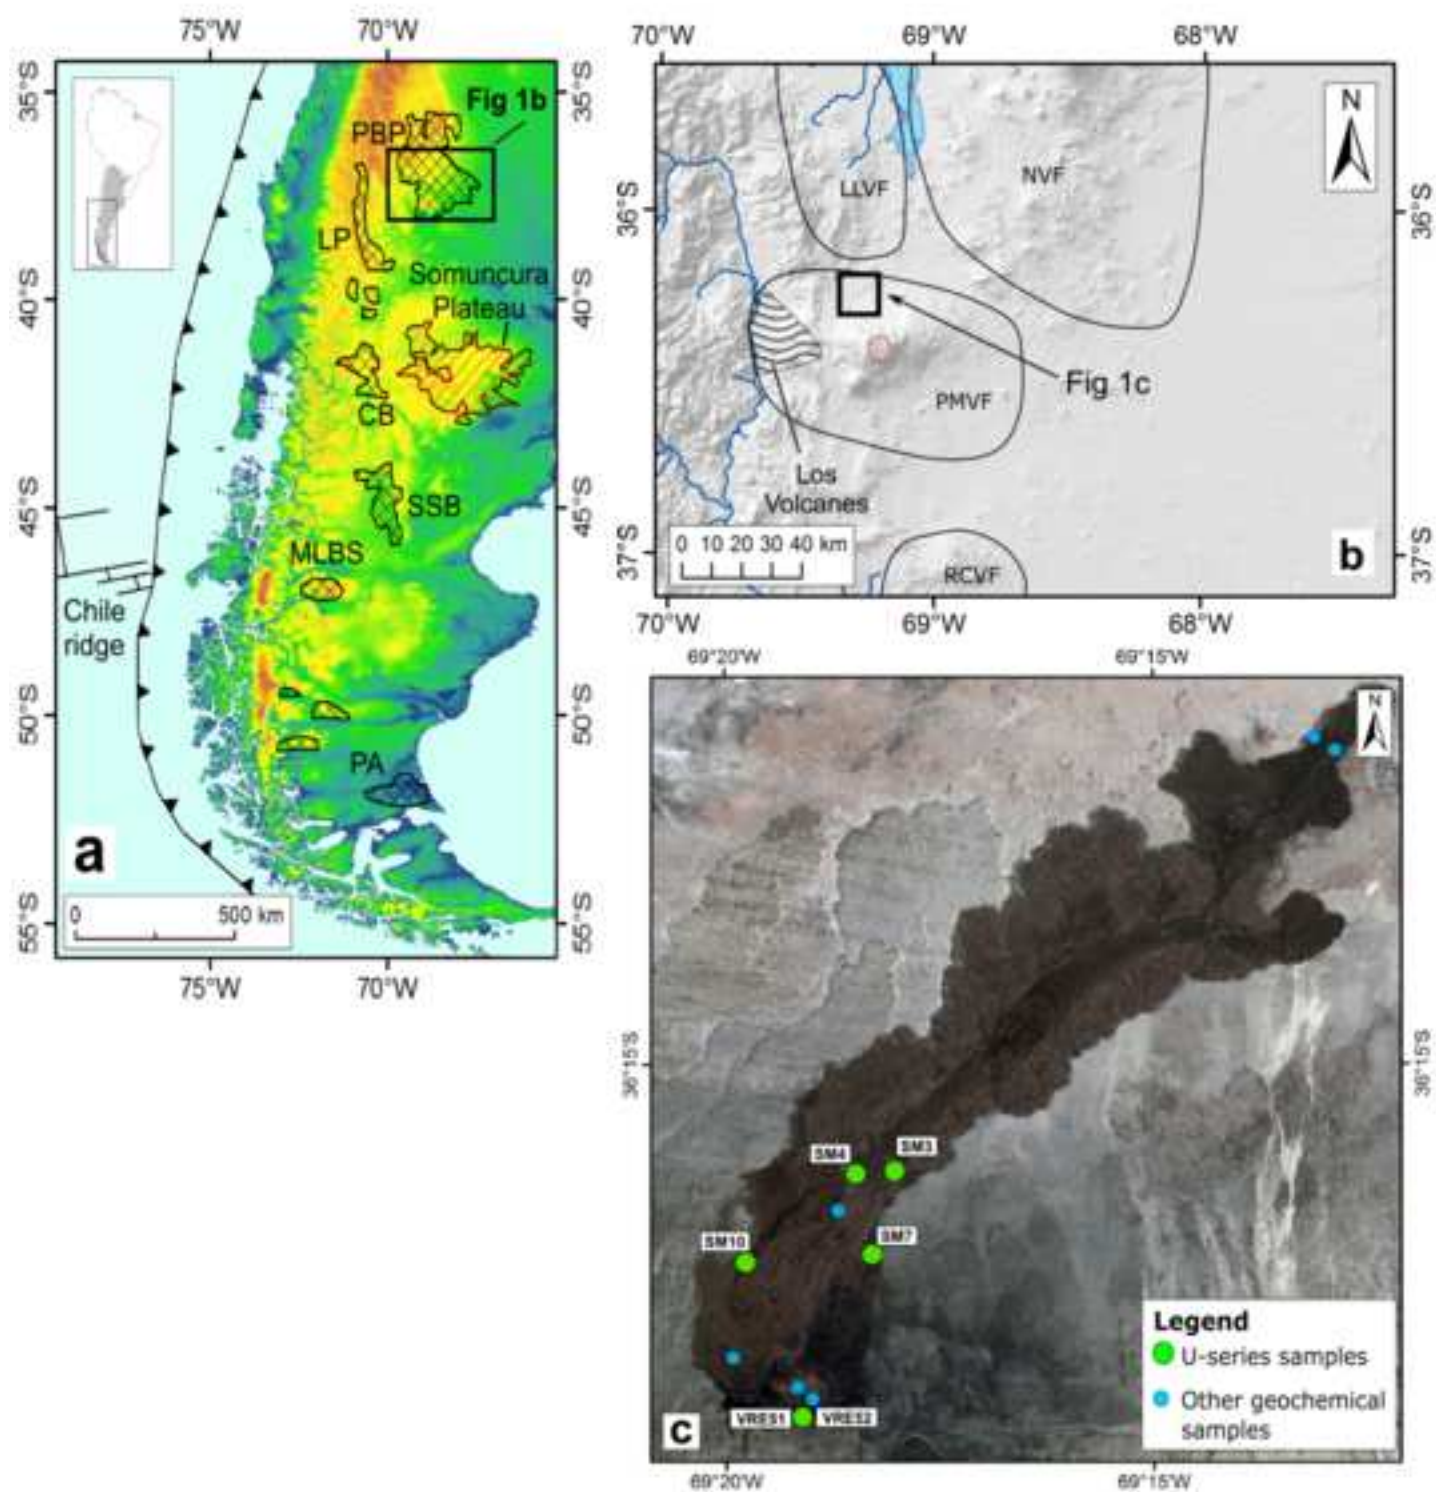 75°W
70°W
35°S
35°S
Fig 1b
PBP
LP
Somuncura
Plateau
40°S
40°S
CB
45°S
45°S
SSB
MLBS
Chile
ridge
50°S
50°S
PA
a
0
500 km
55°S
55°S
75°W
70°W
70°W
69°W
68°W
N
LLVF
NVF
36°S
36°S
Fig 1c
PMVF
Los
Volcanes
0 10 20 30 40 km
37°S
37°S
RCVF
b
70°W
69°W
68°W
69°20'W
69°15'W
N
36°15'S
36°15'S
SM4
SM3
SM10
SM7
VRES1
VRES2
Legend
U-series samples
Other geochemical
samples
c
69°20'W
69°15'W